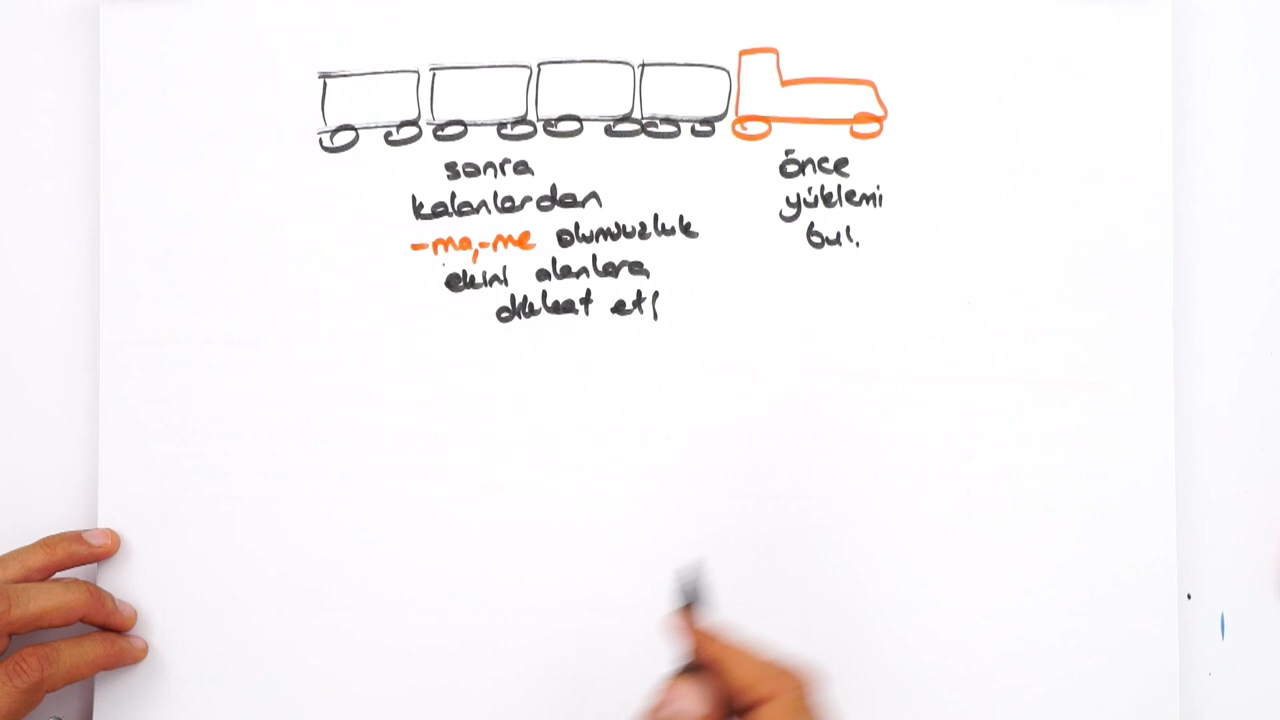 sonra
kalanlardan
-ma,-me olumsuzluk
ekini alanlara
dikkat et!
önce
yüklemi
bul.